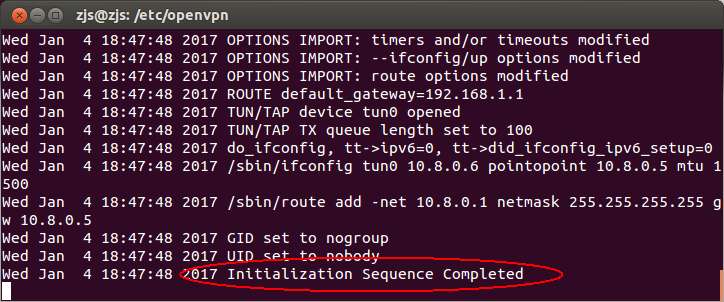 zjs@zjs: /etc/openvpn
Wed Jan  4 18:47:48 2017 OPTIONS IMPORT: timers and/or timeouts modified
Wed Jan  4 18:47:48 2017 OPTIONS IMPORT: --ifconfig/up options modified
Wed Jan  4 18:47:48 2017 OPTIONS IMPORT: route options modified
Wed Jan  4 18:47:48 2017 ROUTE default_gateway=192.168.1.1
Wed Jan  4 18:47:48 2017 TUN/TAP device tun0 opened
Wed Jan  4 18:47:48 2017 TUN/TAP TX queue length set to 100
Wed Jan  4 18:47:48 2017 do_ifconfig, tt->ipv6=0, tt->did_ifconfig_ipv6_setup=0
Wed Jan  4 18:47:48 2017 /sbin/ifconfig tun0 10.8.0.6 pointopoint 10.8.0.5 mtu 1
500
Wed Jan  4 18:47:48 2017 /sbin/route add -net 10.8.0.1 netmask 255.255.255.255 g
w 10.8.0.5
Wed Jan  4 18:47:48 2017 GID set to nogroup
Wed Jan  4 18:47:48 2017 UID set to nobody
Wed Jan  4 18:47:48 2017 Initialization Sequence Completed